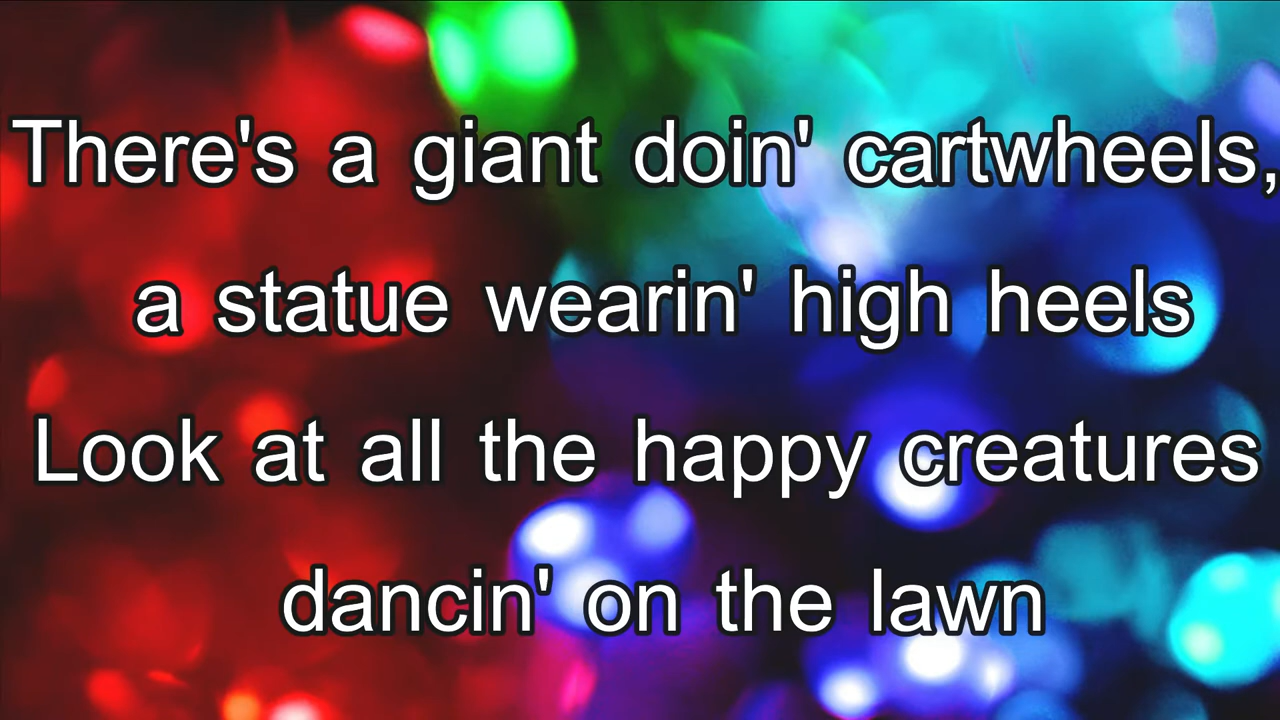 There's a giant doin' cartwheels,
a statue wearin' high heels
Look at all the happy creatures
dancin' on the lawn